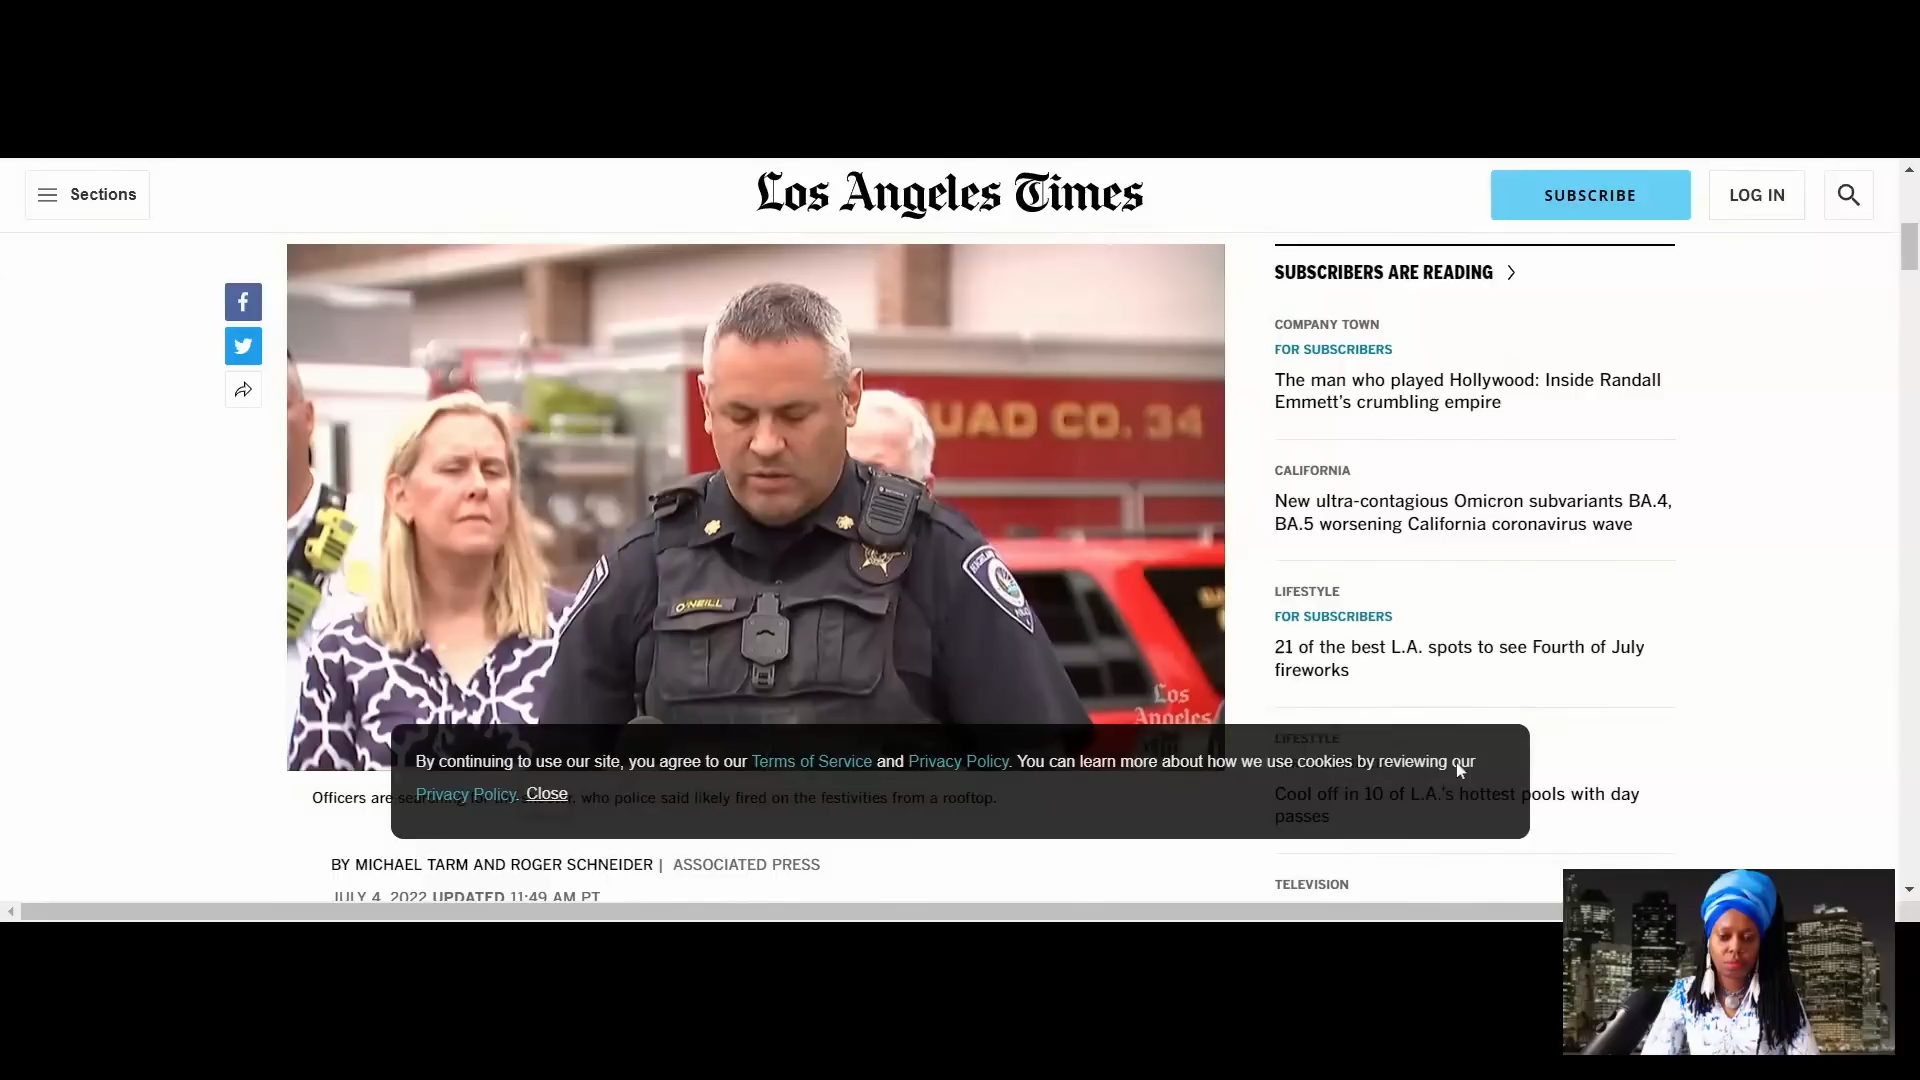 Sections
Los Angeles Times
SUBSCRIBE
LOG IN
UAD CO. 34
O'NEILL
Los
Angeles
By continuing to use our site, you agree to our Terms of Service and Privacy Policy. You can learn more about how we use cookies by reviewing our
Privacy Policy. Close
Officers are who police said likely fired on the festivities from a rooftop.
BY MICHAEL TARM AND ROGER SCHNEIDER | ASSOCIATED PRESS
JULY 4, 2022 UPDATED 11:49 AM PT
SUBSCRIBERS ARE READING
COMPANY TOWN
FOR SUBSCRIBERS
The man who played Hollywood: Inside Randall
Emmett's crumbling empire
CALIFORNIA
New ultra-contagious Omicron subvariants BA.4,
BA.5 worsening California coronavirus wave
LIFESTYLE
FOR SUBSCRIBERS
21 of the best L.A. spots to see Fourth of July
fireworks
LIFESTYLE
Cool off in 10 of L.A.'s hottest pools with day
passes
TELEVISION